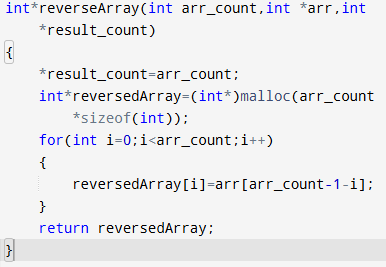 int*reverseArray(int arr_count,int *arr,int
*result_count)
{
*result_count=arr_count;
int*reversedArray=(int*)malloc(arr_count
*sizeof(int));
for(int i=0;i<arr_count;i++)
{
reversedArray[i]=arr[arr_count-1-i];
}
return reversedArray;
}